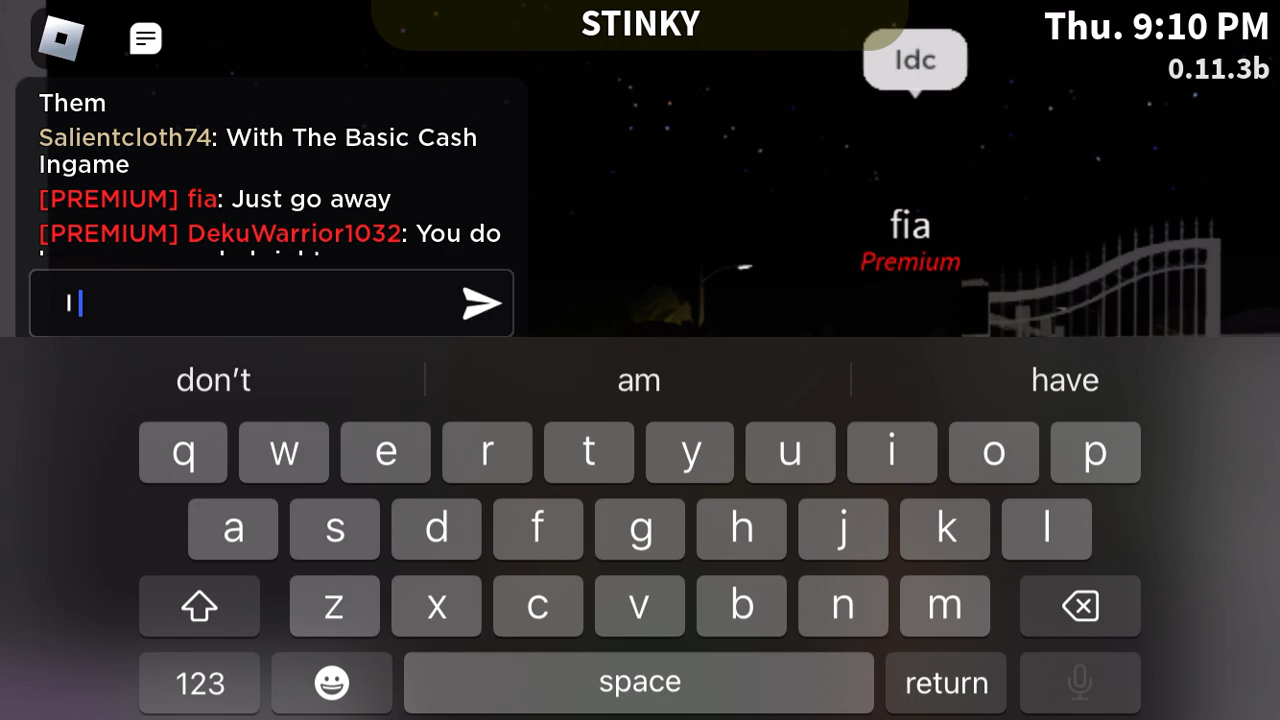 STINKY
Thu. 9:10 PM
0.11.3b
Idc
Them
Salientcloth74: With The Basic Cash
Ingame
[PREMIUM] fia: Just go away
[PREMIUM] DekuWarrior1032: You do
fia
Premium
I
don't am have
q w e r t y u i o p
a s d f g h j k l
z x c v b n m
123 space return